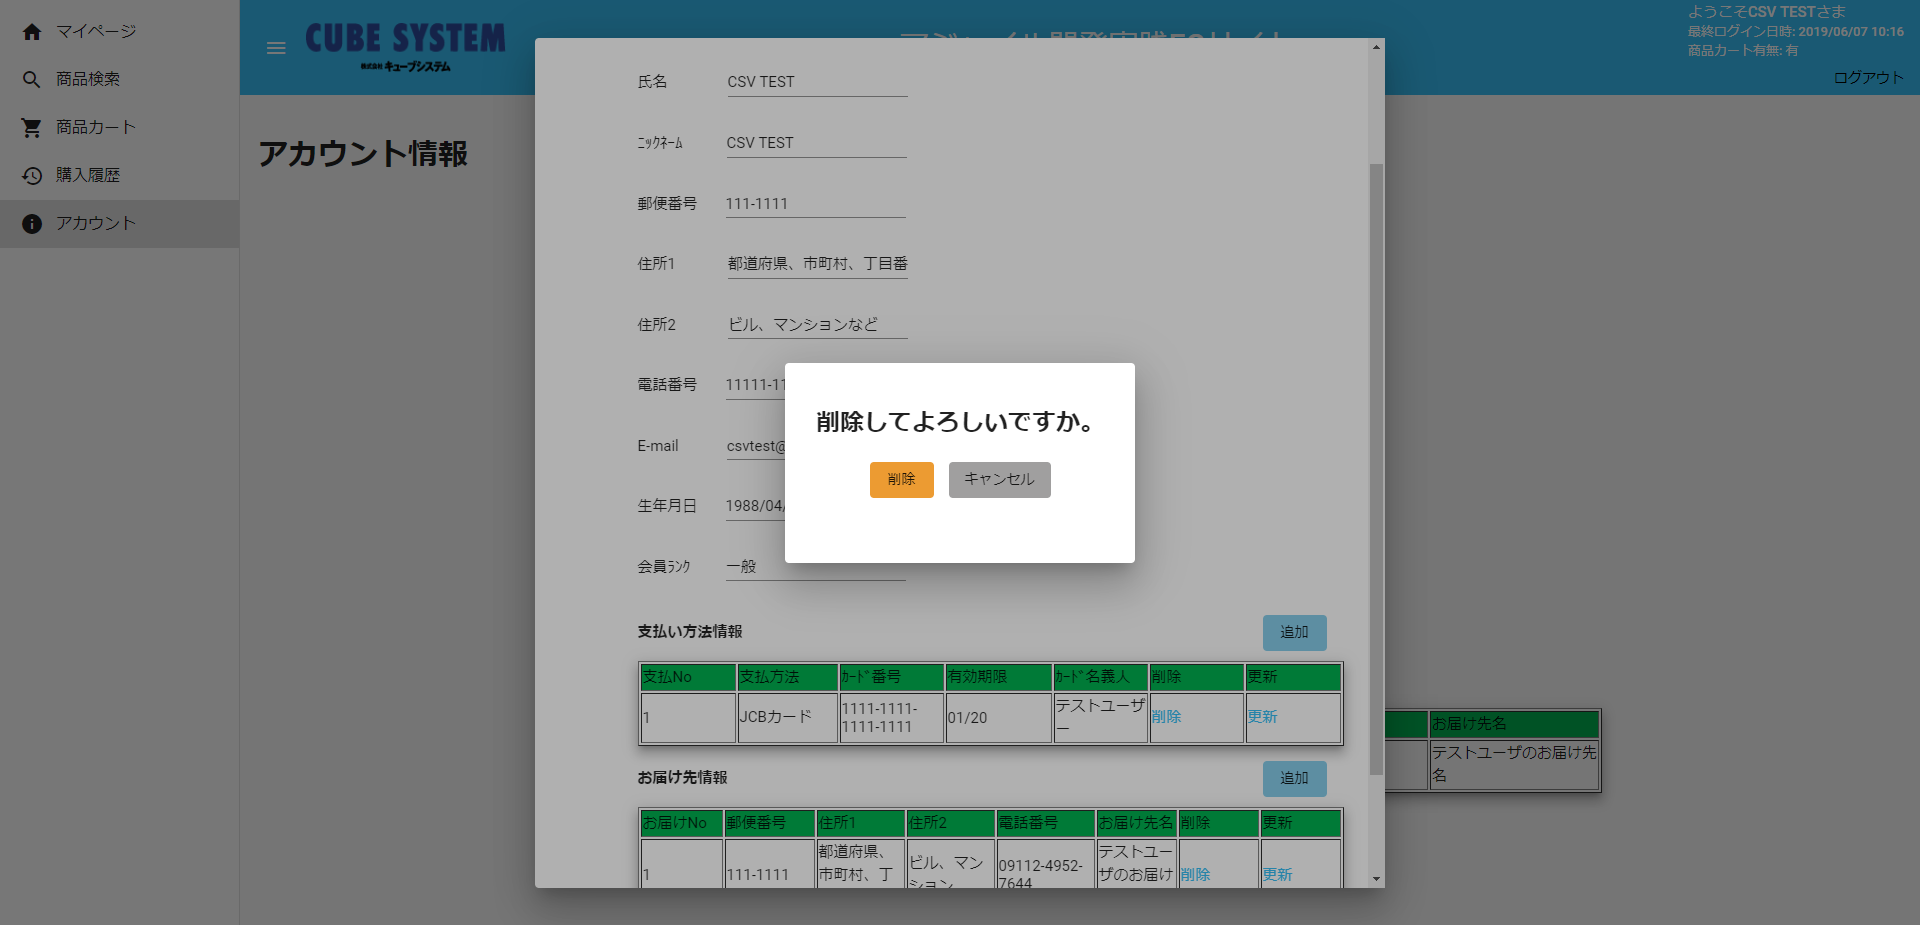 マイページ
商品検索
商品カート
購入履歴
アカウント
CUBE SYSTEM
株式会社 キューブシステム
ようこそCSV TESTさま
最終ログイン日時: 2019/06/07 10:16
商品カート有無: 有
ログアウト
アカウント情報
氏名 CSV TEST
ﾆｯｸﾈｰﾑ CSV TEST
郵便番号 111-1111
住所1 都道府県、市町村、丁目番
住所2 ビル、マンションなど
電話番号 11111-11
E-mail csvtest@
生年月日 1988/04/
会員ﾗﾝｸ 一般
削除してよろしいですか。
削除 キャンセル
支払い方法情報 追加
支払No 支払方法 ｶｰﾄﾞ番号 有効期限 ｶｰﾄﾞ名義人 削除 更新
1 JCBカード 1111-1111-1111-1111 01/20 テストユーザー 削除 更新
お届け先情報 追加
お届けNo 郵便番号 住所1 住所2 電話番号 お届け先名 削除 更新
1 111-1111 都道府県、市町村、丁 ビル、マンション 09112-4952-7644 テストユーザのお届け 削除 更新
お届け先名
テストユーザのお届け先名